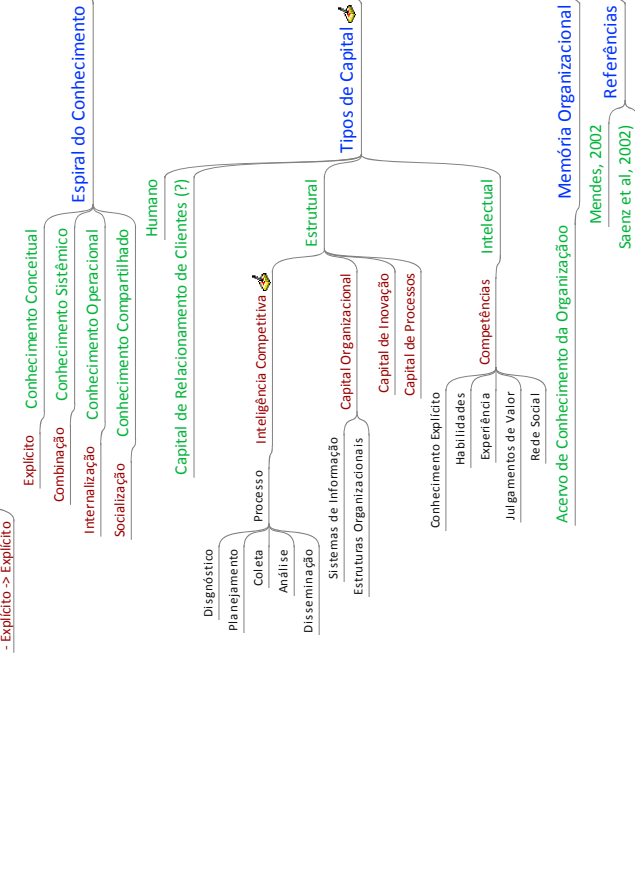 - Explícito -> Explícito
Espiral do Conhecimento
Conhecimento Conceitual
Explícito
Conhecimento Sistêmico
Combinação
Conhecimento Operacional
Internalização
Conhecimento Compartilhado
Socialização
Tipos de Capital
Humano
Capital de Relacionamento de Clientes (?)
Estrutural
Inteligência Competitiva
Processo
Disgnóstico
Planejamento
Coleta
Análise
Disseminação
Capital Organizacional
Sistemas de Informação
Estruturas Organizacionais
Capital de Inovação
Capital de Processos
Intelectual
Competências
Conhecimento Explícito
Habilidades
Experiência
Julgamentos de Valor
Rede Social
Memória Organizacional
Acervo de Conhecimento da Organizaçãoo
Referências
Mendes, 2002
Saenz et al, 2002)